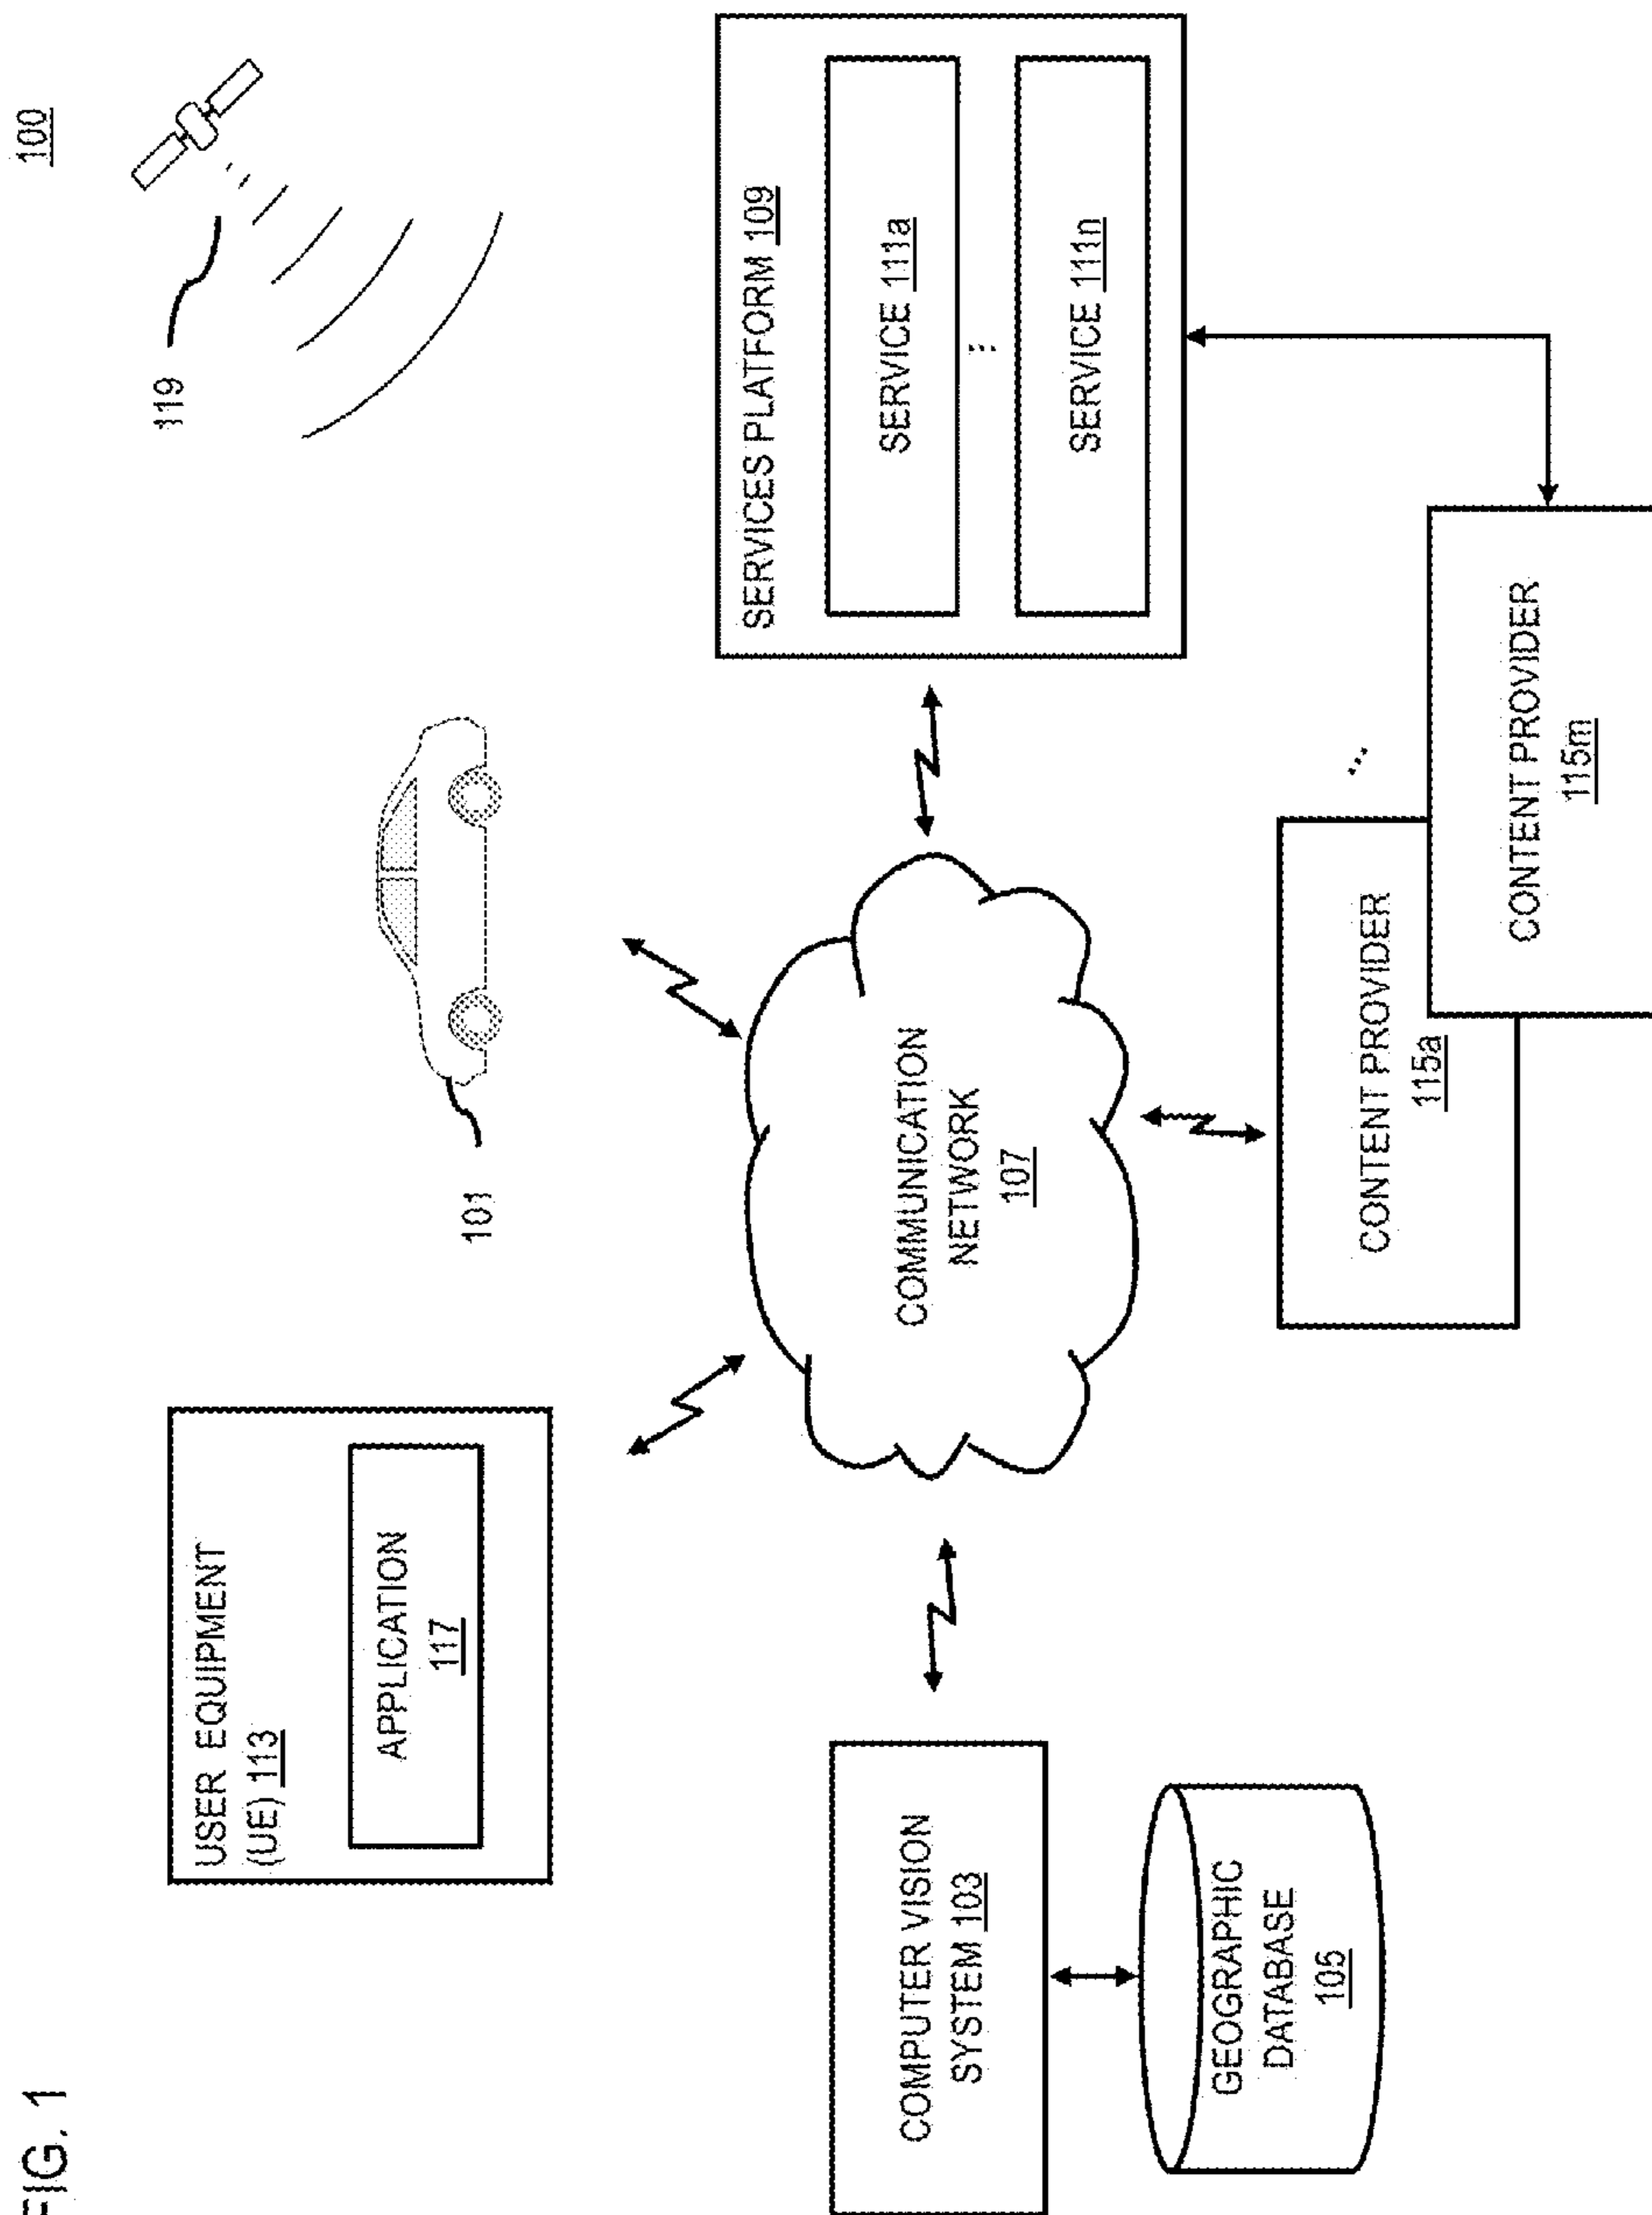 FIG. 1
100
USER EQUIPMENT
(UE) 113
APPLICATION
117
101
119
COMPUTER VISION
SYSTEM 103
GEOGRAPHIC
DATABASE
105
COMMUNICATION
NETWORK
107
SERVICES PLATFORM 109
SERVICE 111a
...
SERVICE 111n
CONTENT PROVIDER
115a
...
CONTENT PROVIDER
115m